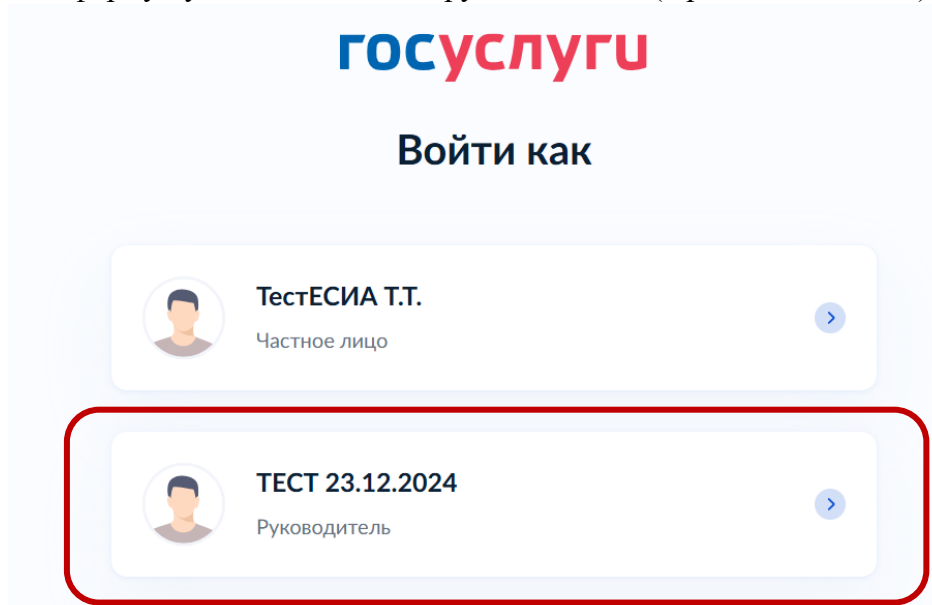 госуслуги
Войти как
ТестЕСИА Т.Т.
Частное лицо
ТЕСТ 23.12.2024
Руководитель